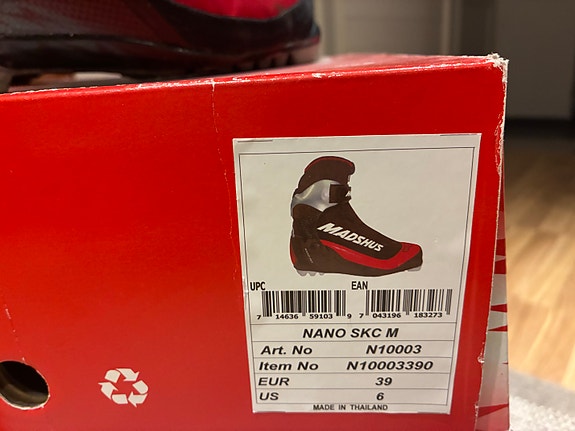 MADSHUS
UPC EAN
7 14636 59103 9 7 043196 183273
NANO SKC M
Art. No N10003
Item No N10003390
EUR 39
US 6
MADE IN THAILAND